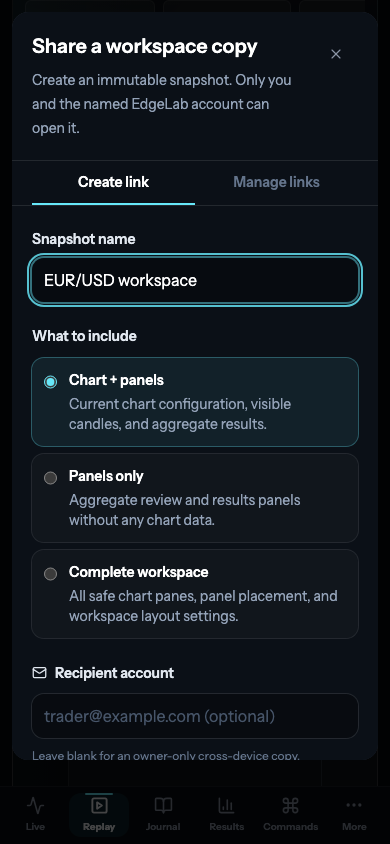 Share a workspace copy
Create an immutable snapshot. Only you
and the named EdgeLab account can
open it.
Create link
Manage links
Snapshot name
EUR/USD workspace
What to include
Chart + panels
Current chart configuration, visible
candles, and aggregate results.
Panels only
Aggregate review and results panels
without any chart data.
Complete workspace
All safe chart panes, panel placement, and
workspace layout settings.
Recipient account
trader@example.com (optional)
Leave blank for an owner-only cross-device copy.
Live
Replay
Journal
Results
Commands
More